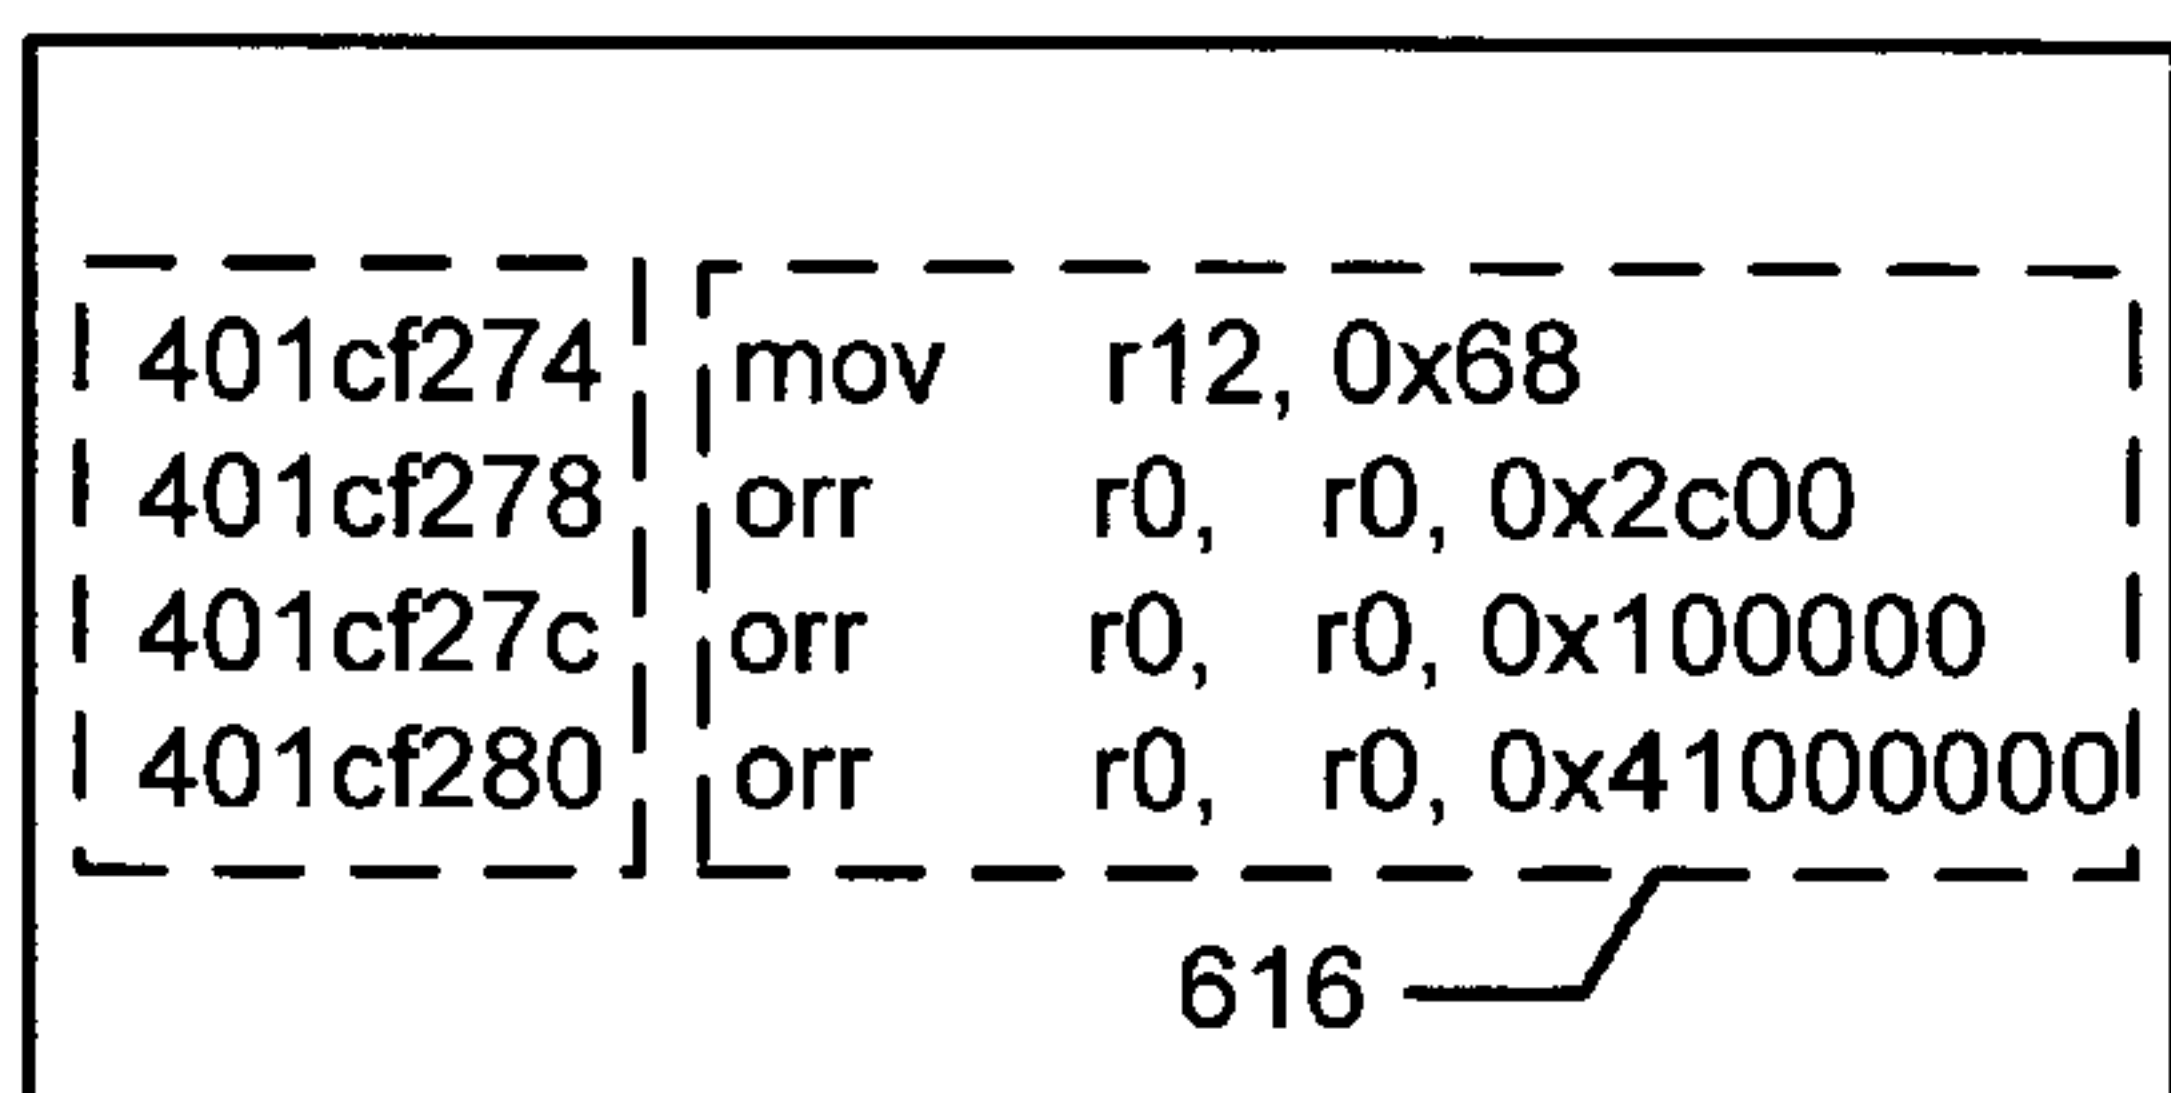 401cf274 mov r12, 0x68
401cf278 orr r0, r0, 0x2c00
401cf27c orr r0, r0, 0x100000
401cf280 orr r0, r0, 0x41000000
616